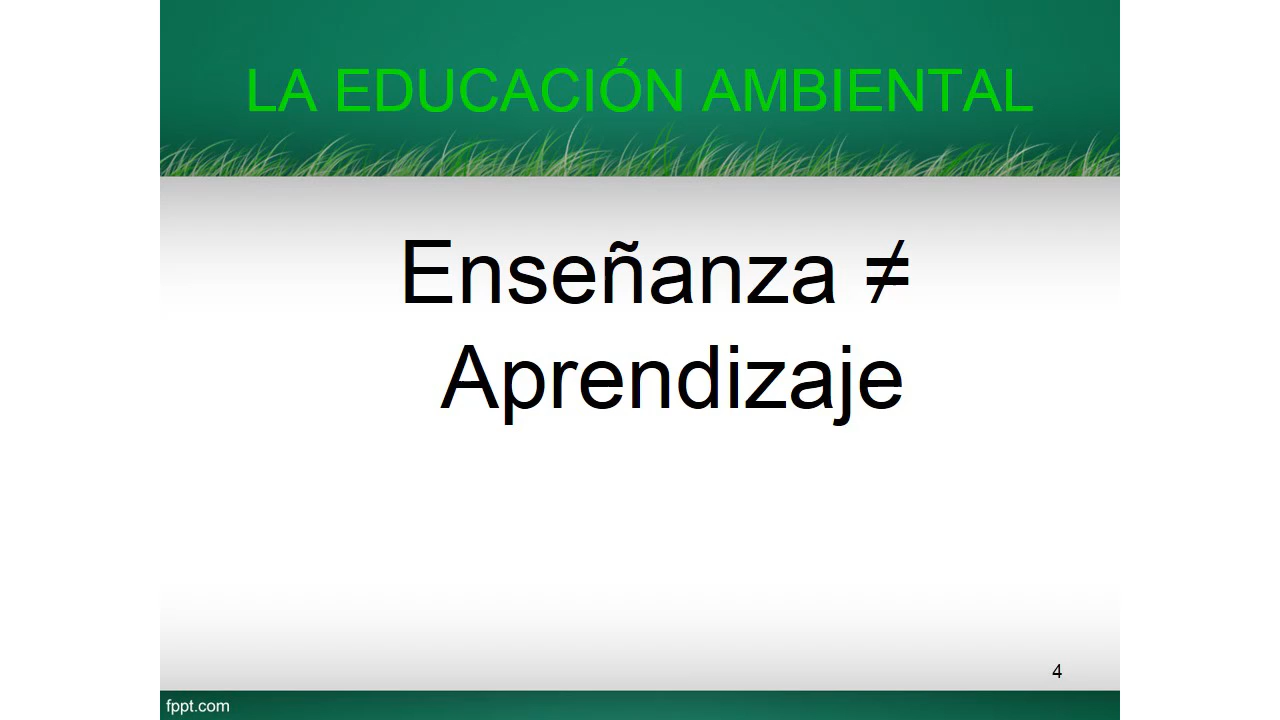 LA EDUCACIÓN AMBIENTAL
Enseñanza ≠
Aprendizaje
4
fppt.com